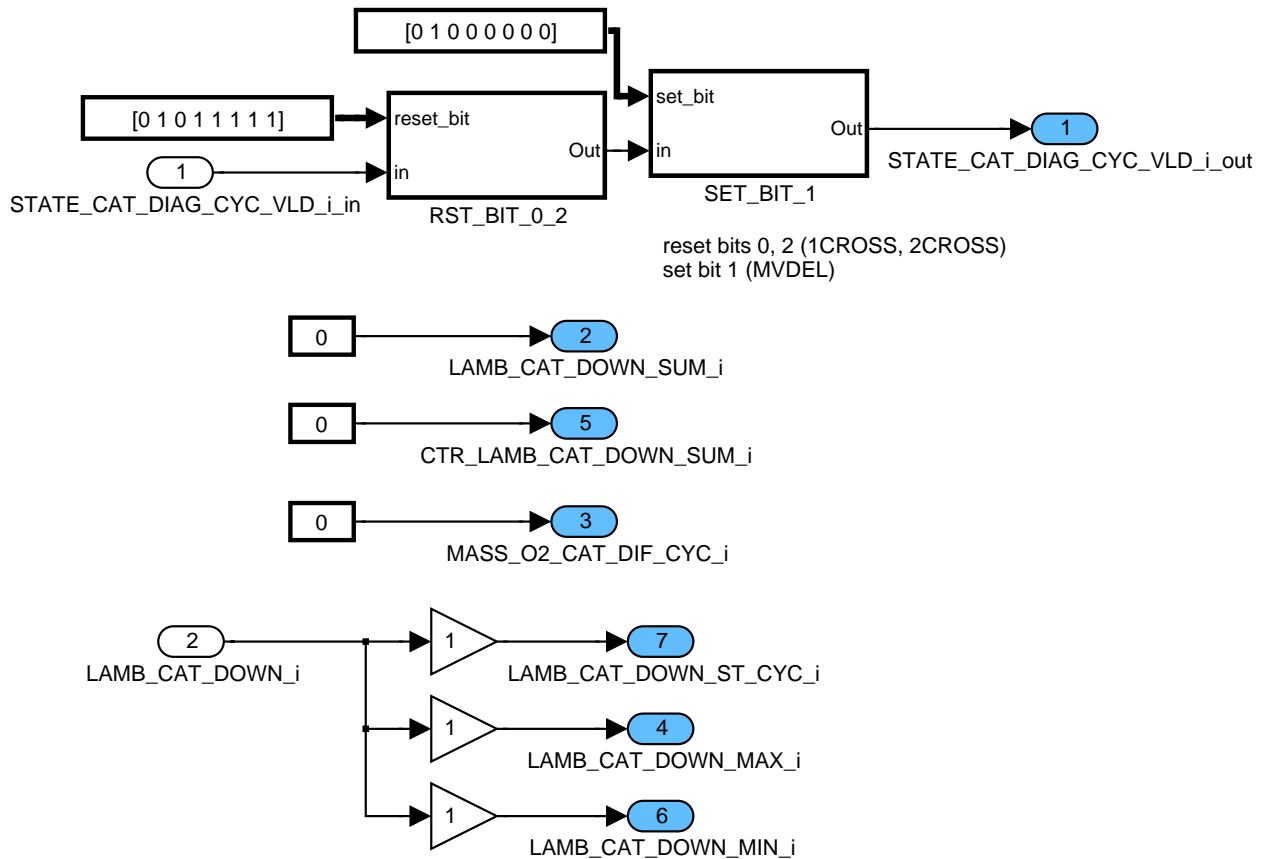 [0 1 0 0 0 0 0 0]
[0 1 0 1 1 1 1 1]
reset_bit
in
Out
RST_BIT_0_2
set_bit
in
Out
SET_BIT_1
1
STATE_CAT_DIAG_CYC_VLD_i_in
1
STATE_CAT_DIAG_CYC_VLD_i_out
reset bits 0, 2 (1CROSS, 2CROSS)
set bit 1 (MVDEL)
0
2
LAMB_CAT_DOWN_SUM_i
0
5
CTR_LAMB_CAT_DOWN_SUM_i
0
3
MASS_O2_CAT_DIF_CYC_i
2
LAMB_CAT_DOWN_i
1
7
LAMB_CAT_DOWN_ST_CYC_i
1
4
LAMB_CAT_DOWN_MAX_i
1
6
LAMB_CAT_DOWN_MIN_i